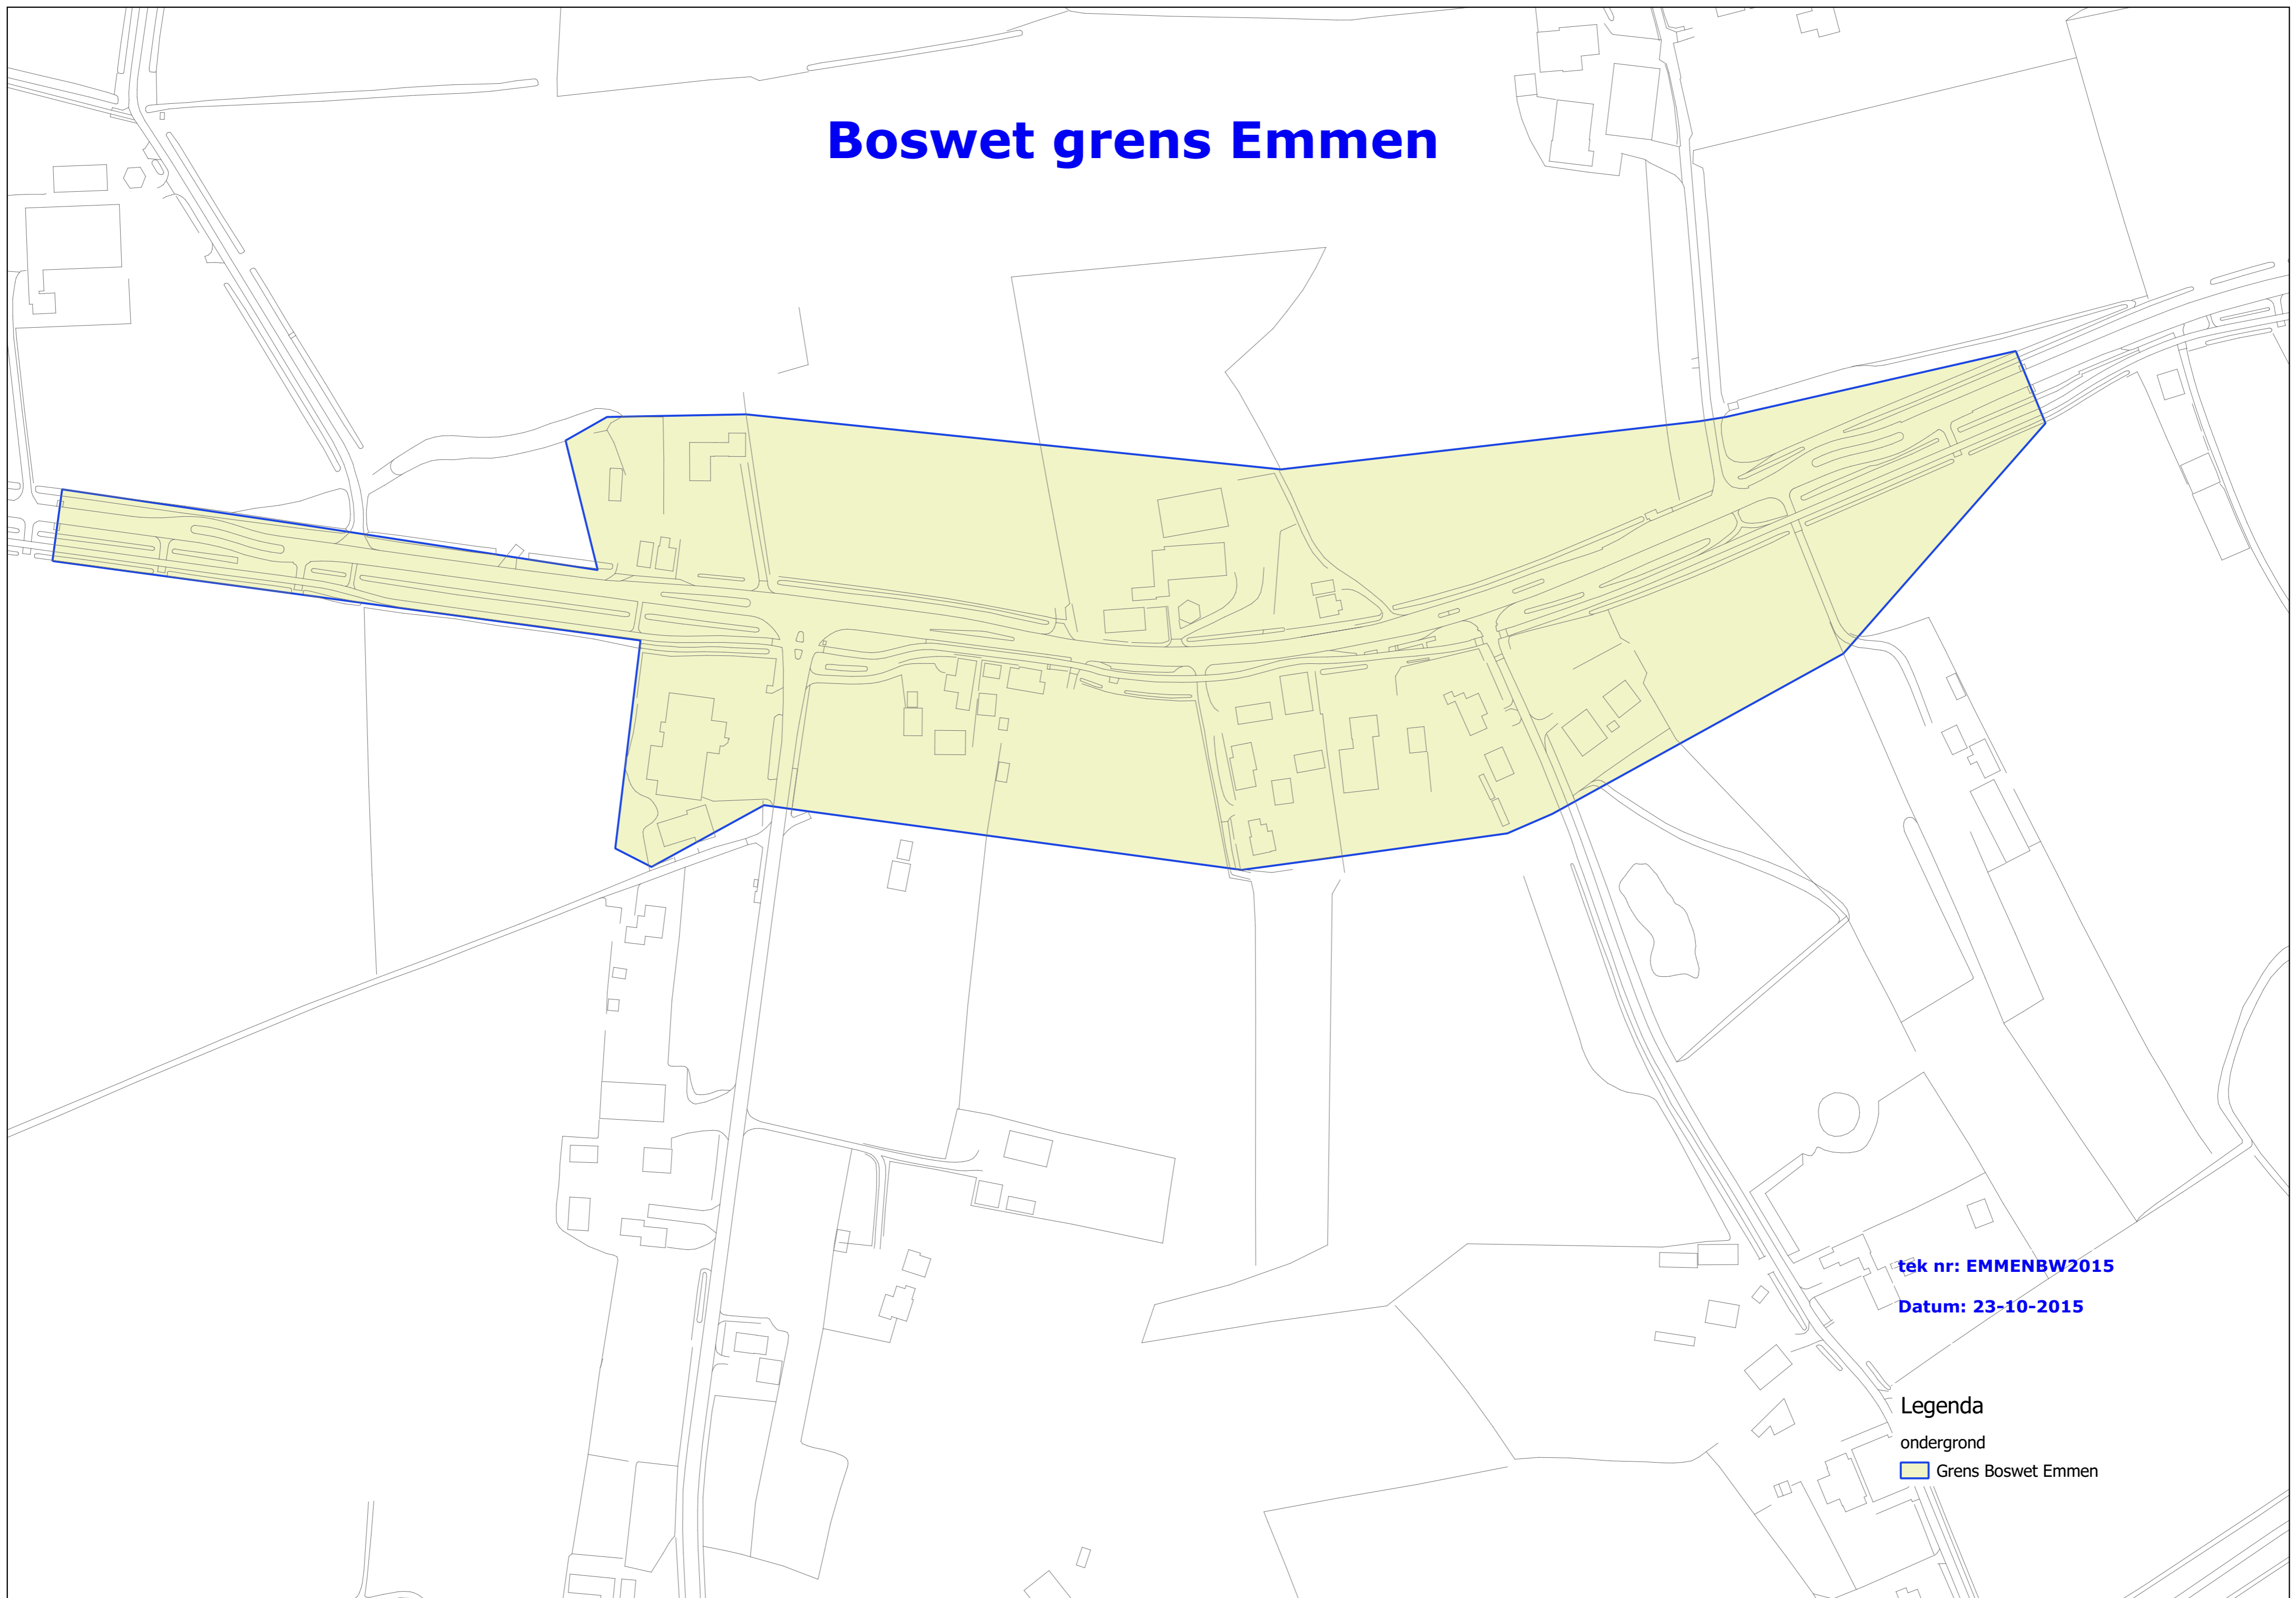 Boswet grens Emmen
tek nr: EMMENBW2015
Datum: 23-10-2015
Legenda
ondergrond
Grens Boswet Emmen